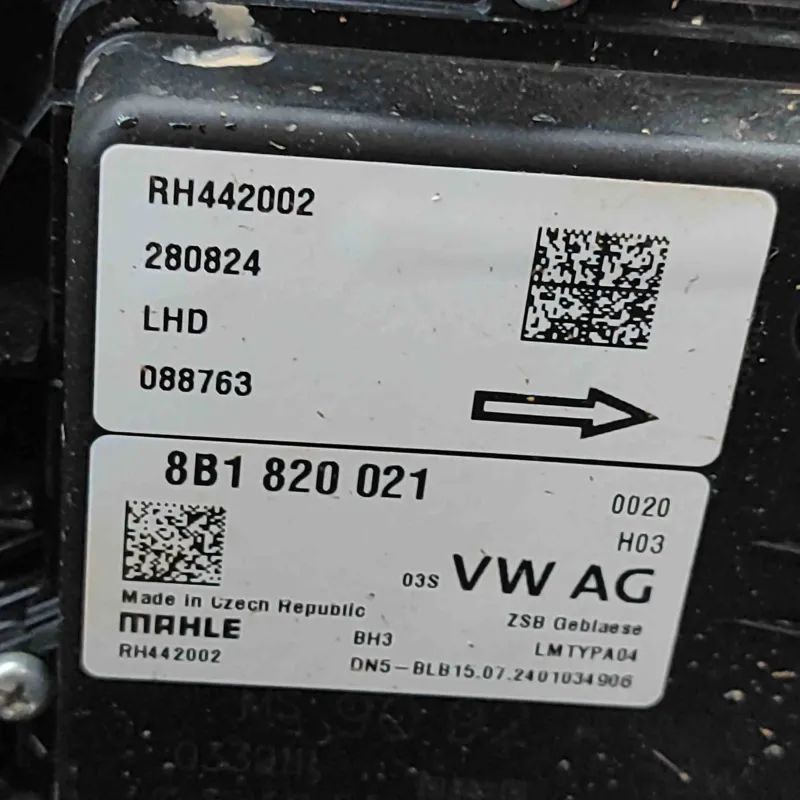 RH442002
280824
LHD
088763
8B1 820 021
0020
H03
03S VW AG
Made in Czech Republic
ZSB Geblaese
MAHLE
BH3
LMTYPA04
RH442002
DN5-BLB15.07.2401034906